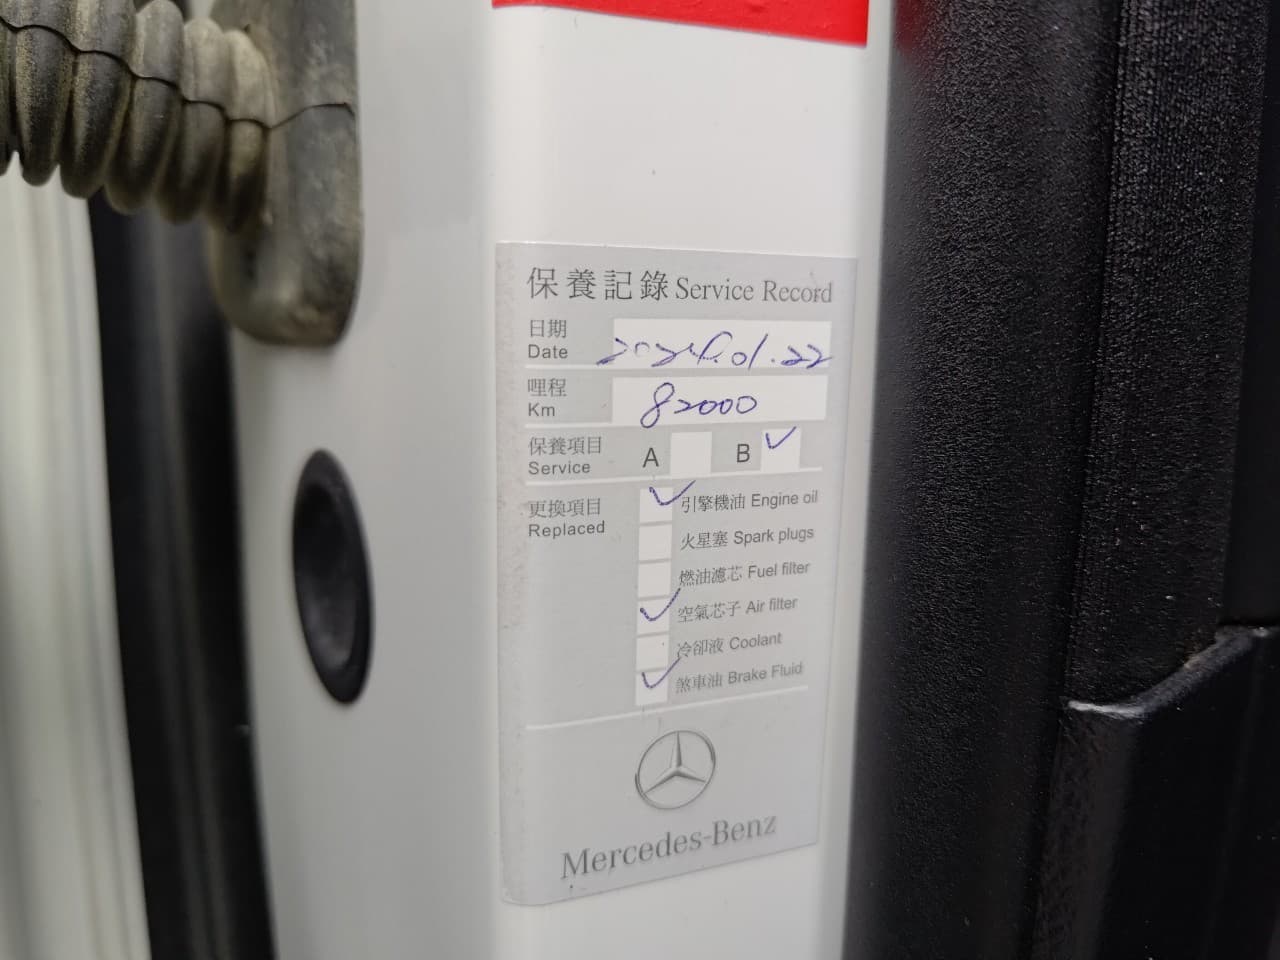 保養記錄 Service Record
日期
Date 2024.01.22
哩程
Km 82000
保養項目
Service A B ✓
更換項目
Replaced
✓ 引擎機油 Engine oil
火星塞 Spark plugs
燃油濾芯 Fuel filter
✓ 空氣芯子 Air filter
冷卻液 Coolant
✓ 煞車油 Brake Fluid
Mercedes-Benz